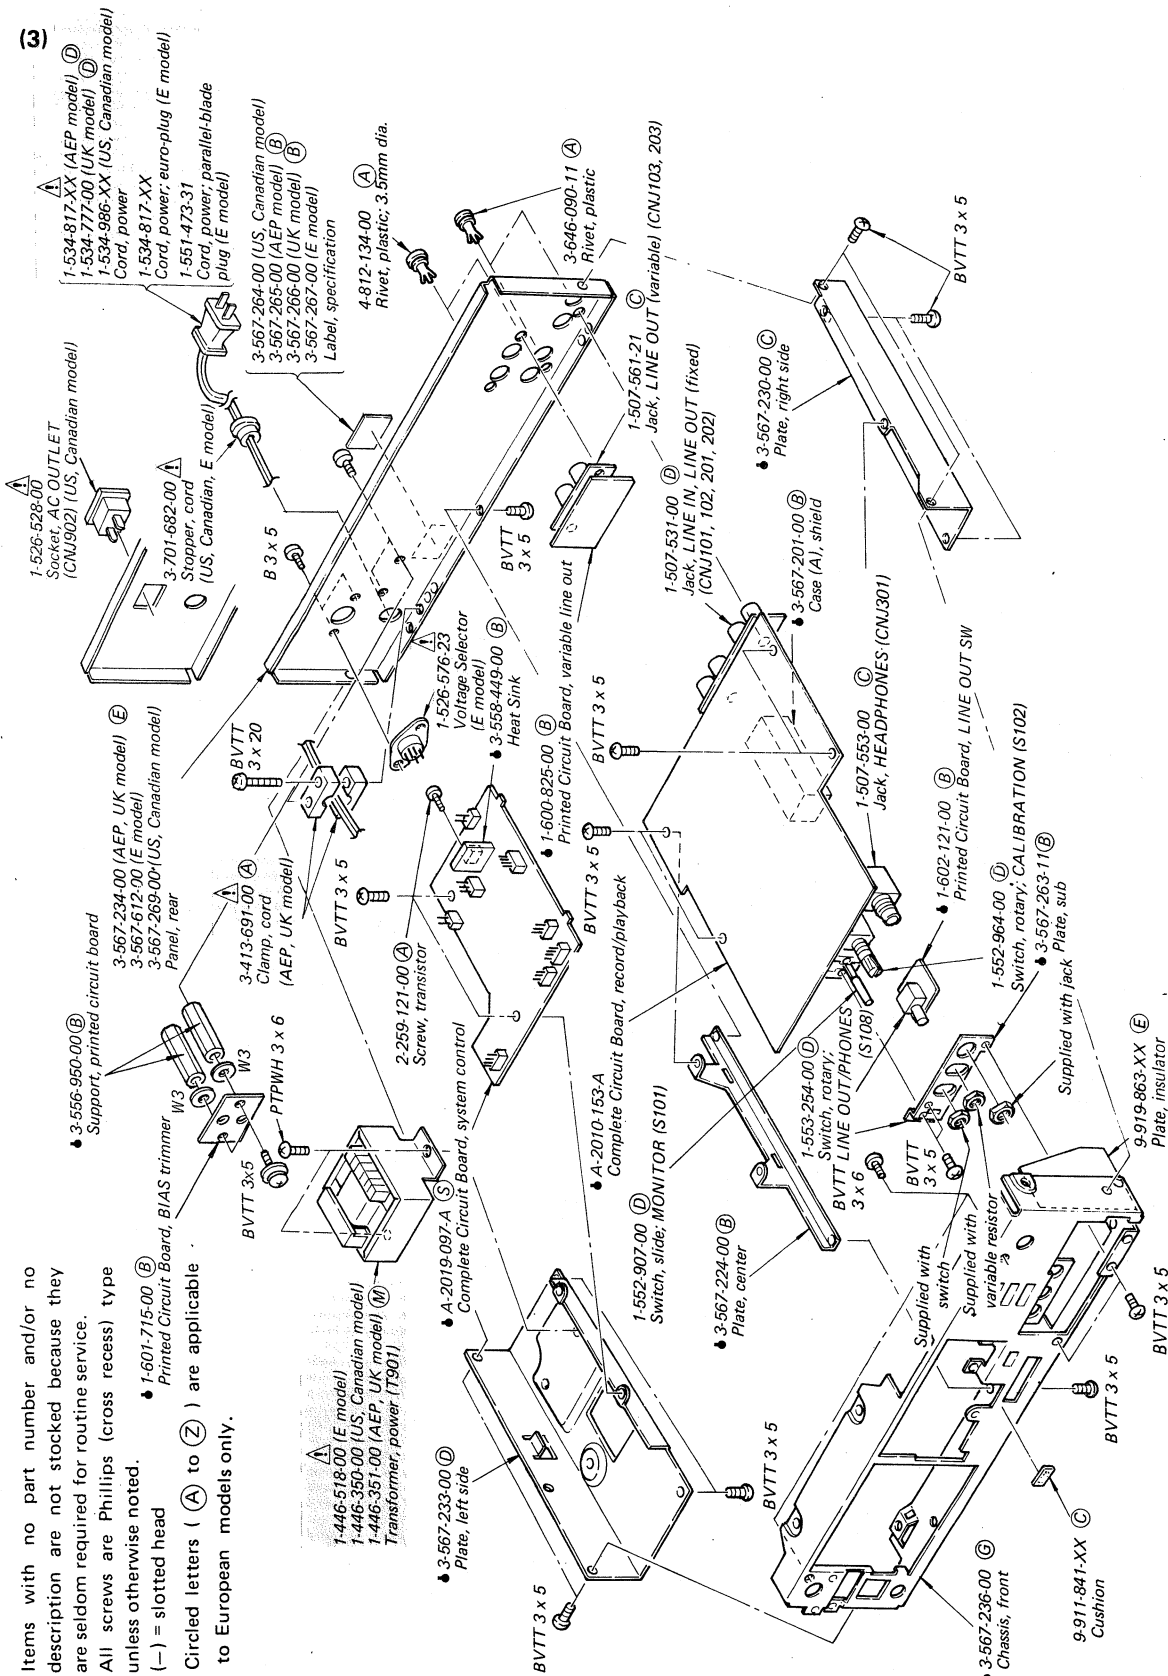 (3)
Items with no part number and/or no
description are not stocked because they
are seldom required for routine service.
All screws are Phillips (cross recess) type
unless otherwise noted.
(−) = slotted head
Circled letters ( Ⓐ to Ⓩ ) are applicable
to European models only.
3-556-950-00 Ⓑ
Support, printed circuit board
W3
W3
1-601-715-00 Ⓑ
Printed Circuit Board, BIAS trimmer
BVTT 3x5
PTPWH 3 x 6
3-567-234-00 (AEP, UK model) Ⓔ
3-567-612-00 (E model)
3-567-269-00 (US, Canadian model)
Panel, rear
1-526-528-00
Socket, AC OUTLET
(CNJ902) (US, Canadian model)
3-701-682-00
Stopper, cord
(US, Canadian, E model)
B 3 x 5
1-534-817-XX (AEP model) Ⓓ
1-534-777-00 (UK model) Ⓓ
1-534-986-XX (US, Canadian model)
Cord, power
1-534-817-XX
Cord, power; euro-plug (E model)
1-551-473-31
Cord, power; parallel-blade
plug (E model)
3-567-264-00 (US, Canadian model)
3-567-265-00 (AEP model) Ⓑ
3-567-266-00 (UK model) Ⓑ
3-567-267-00 (E model)
Label, specification
4-812-134-00 Ⓐ
Rivet, plastic; 3.5mm dia.
3-646-090-11 Ⓐ
Rivet, plastic
3-413-691-00 Ⓐ
Clamp, cord
(AEP, UK model)
BVTT
3 x 20
BVTT 3 x 5
1-526-576-23
Voltage Selector
(E model)
3-558-449-00 Ⓑ
Heat Sink
BVTT
3 x 5
2-259-121-00 Ⓐ
Screw, transistor
1-446-518-00 (E model)
1-446-350-00 (US, Canadian model)
1-446-351-00 (AEP, UK model) Ⓜ
Transformer, power (T901)
A-2019-097-A Ⓢ
Complete Circuit Board, system control
1-600-825-00 Ⓑ
Printed Circuit Board, variable line out
1-507-561-21 Ⓒ
Jack, LINE OUT (variable) (CNJ103, 203)
1-507-531-00 Ⓓ
Jack, LINE IN, LINE OUT (fixed)
(CNJ101, 102, 201, 202)
3-567-201-00 Ⓑ
Case (A), shield
3-567-230-00 Ⓒ
Plate, right side
BVTT 3 x 5
BVTT 3 x 5
BVTT 3 x 5
A-2010-153-A
Complete Circuit Board, record/playback
1-507-553-00 Ⓒ
Jack, HEADPHONES (CNJ301)
1-602-121-00 Ⓑ
Printed Circuit Board, LINE OUT SW
1-552-964-00 Ⓓ
Switch, rotary; CALIBRATION (S102)
3-567-263-11 Ⓑ
Plate, sub
Supplied with jack
1-552-907-00 Ⓓ
Switch, slide; MONITOR (S101)
1-553-254-00 Ⓓ
Switch, rotary;
LINE OUT/PHONES
(S108)
3-567-224-00 Ⓑ
Plate, center
BVTT
3 x 6
BVTT
3 x 5
Supplied with
switch
Supplied with
variable resistor
9-919-863-XX Ⓔ
Plate, insulator
3-567-233-00 Ⓓ
Plate, left side
BVTT 3 x 5
BVTT 3 x 5
BVTT 3 x 5
BVTT 3 x 5
3-567-236-00 Ⓖ
Chassis, front
9-911-841-XX Ⓒ
Cushion